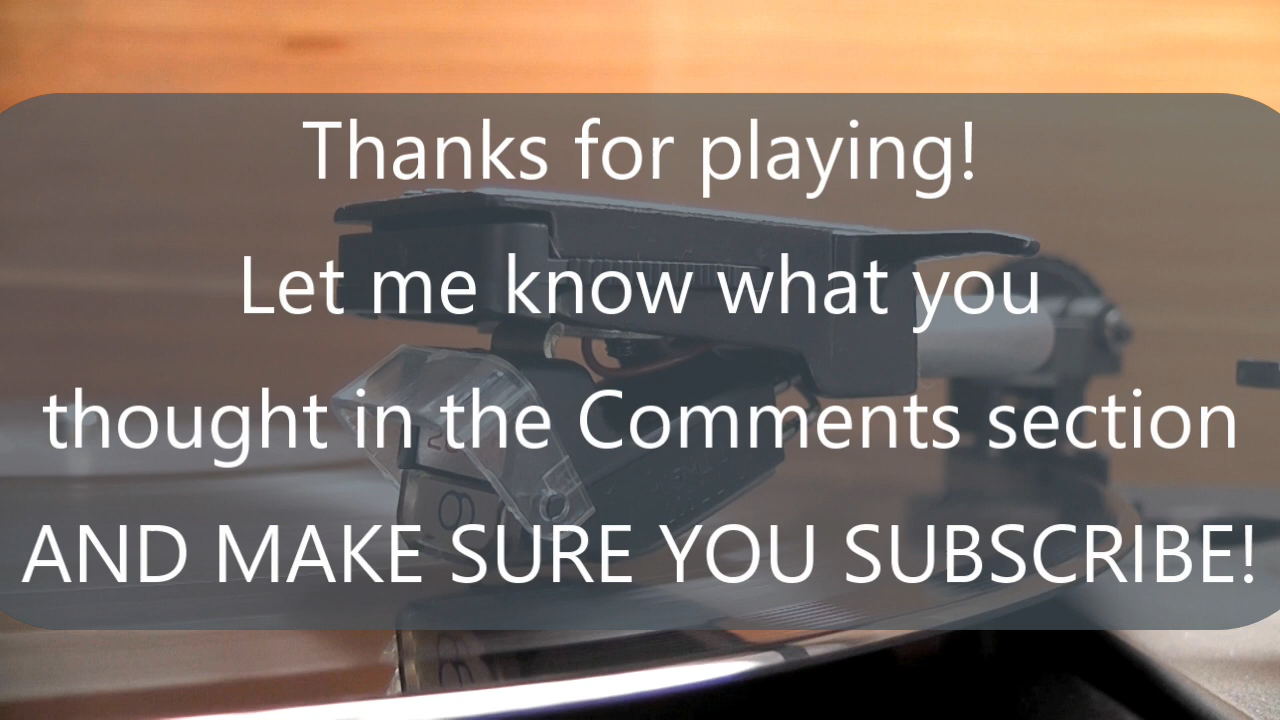 Thanks for playing!
Let me know what you
thought in the Comments section
AND MAKE SURE YOU SUBSCRIBE!